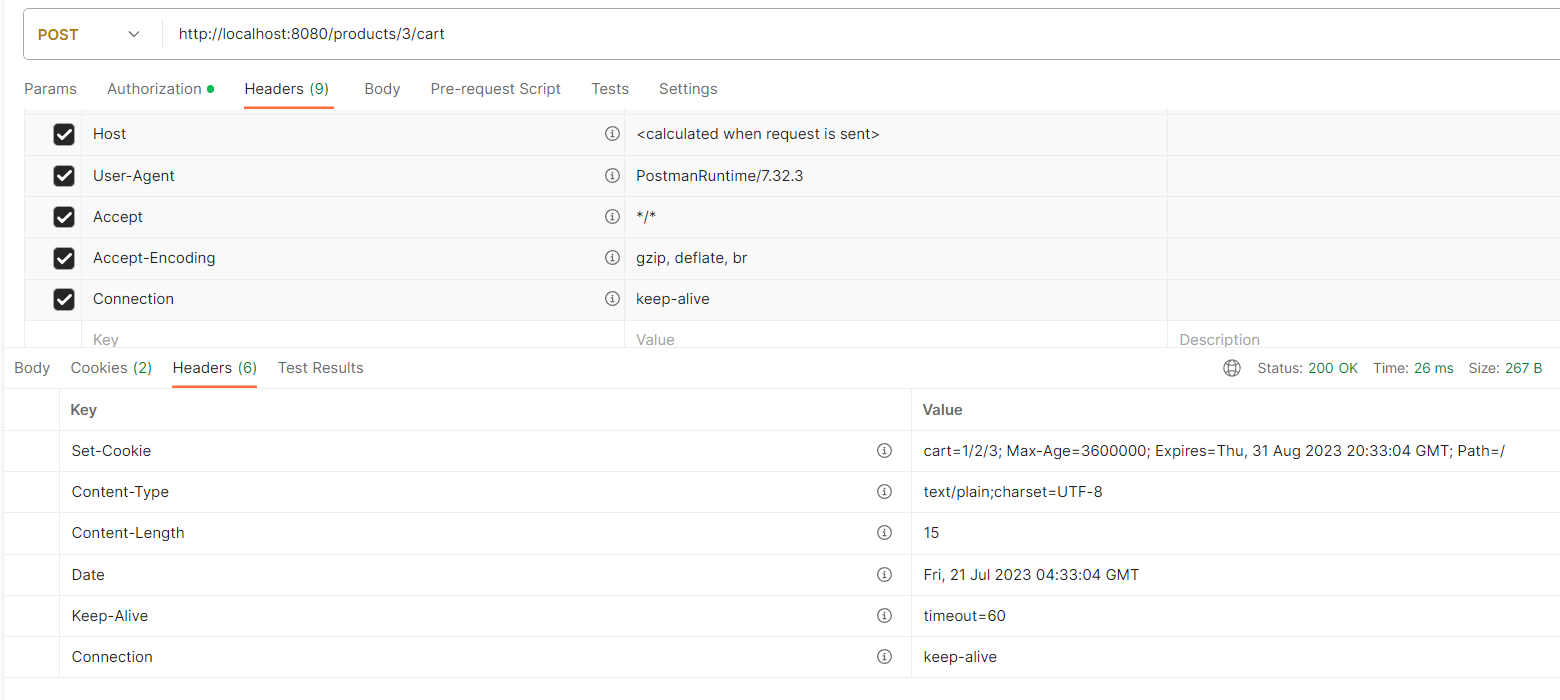 POST http://localhost:8080/products/3/cart
Params Authorization Headers (9) Body Pre-request Script Tests Settings
Host <calculated when request is sent>
User-Agent PostmanRuntime/7.32.3
Accept */*
Accept-Encoding gzip, deflate, br
Connection keep-alive
Key Value Description
Body Cookies (2) Headers (6) Test Results Status: 200 OK Time: 26 ms Size: 267 B
Key Value
Set-Cookie cart=1/2/3; Max-Age=3600000; Expires=Thu, 31 Aug 2023 20:33:04 GMT; Path=/
Content-Type text/plain;charset=UTF-8
Content-Length 15
Date Fri, 21 Jul 2023 04:33:04 GMT
Keep-Alive timeout=60
Connection keep-alive